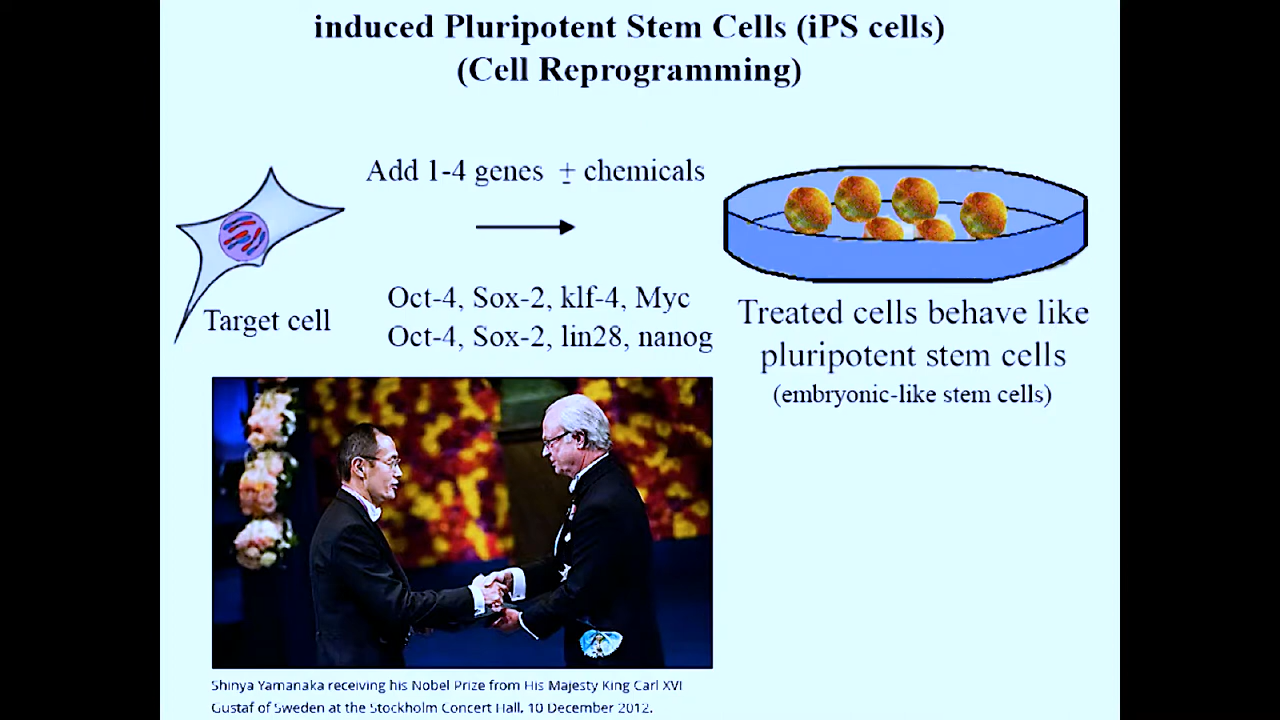 induced Pluripotent Stem Cells (iPS cells)
(Cell Reprogramming)
Add 1-4 genes ± chemicals
Target cell
Oct-4, Sox-2, klf-4, Myc
Oct-4, Sox-2, lin28, nanog
Treated cells behave like
pluripotent stem cells
(embryonic-like stem cells)
Shinya Yamanaka receiving his Nobel Prize from His Majesty King Carl XVI
Gustaf of Sweden at the Stockholm Concert Hall, 10 December 2012.